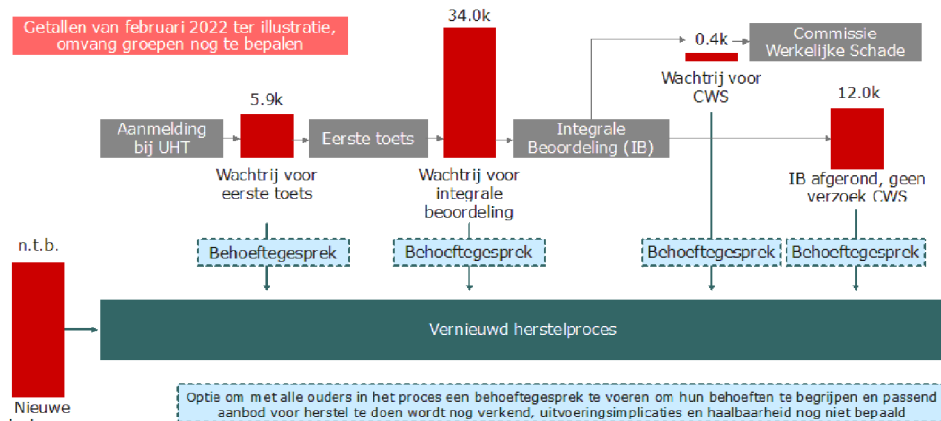 Getallen van februari 2022 ter illustratie,
omvang groepen nog te bepalen
34.0k
0.4k
Commissie
Werkelijke Schade
Wachtrij voor
CWS
5.9k
12.0k
Aanmelding
bij UHT
Eerste toets
Integrale
Beoordeling (IB)
Wachtrij voor
eerste toets
Wachtrij voor
integrale
beoordeling
IB afgerond, geen
verzoek CWS
n.t.b.
Behoeftegesprek
Behoeftegesprek
Behoeftegesprek
Behoeftegesprek
Vernieuwd herstelproces
Nieuwe
Optie om met alle ouders in het proces een behoeftegesprek te voeren om hun behoeften te begrijpen en passend
aanbod voor herstel te doen wordt nog verkend, uitvoeringsimplicaties en haalbaarheid nog niet bepaald